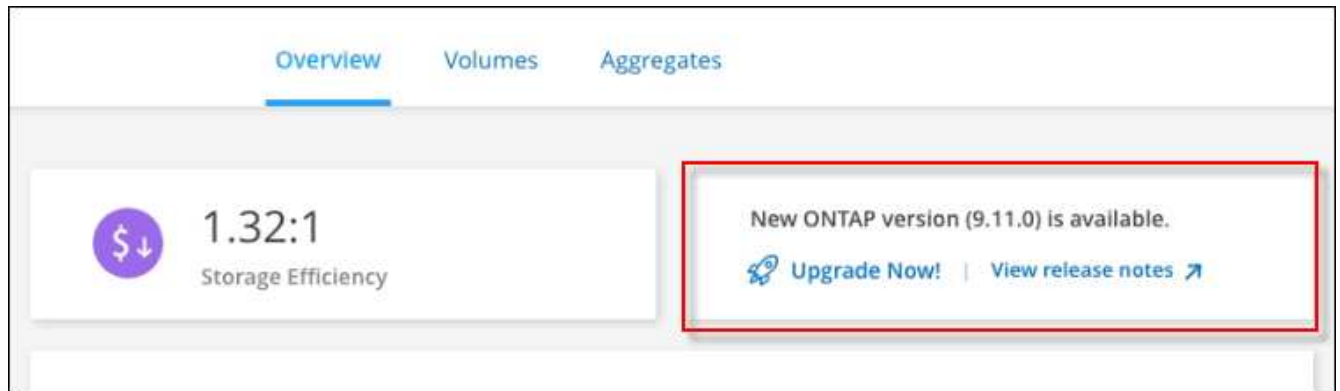 Overview Volumes Aggregates
$
1.32:1
Storage Efficiency
New ONTAP version (9.11.0) is available.
Upgrade Now! | View release notes